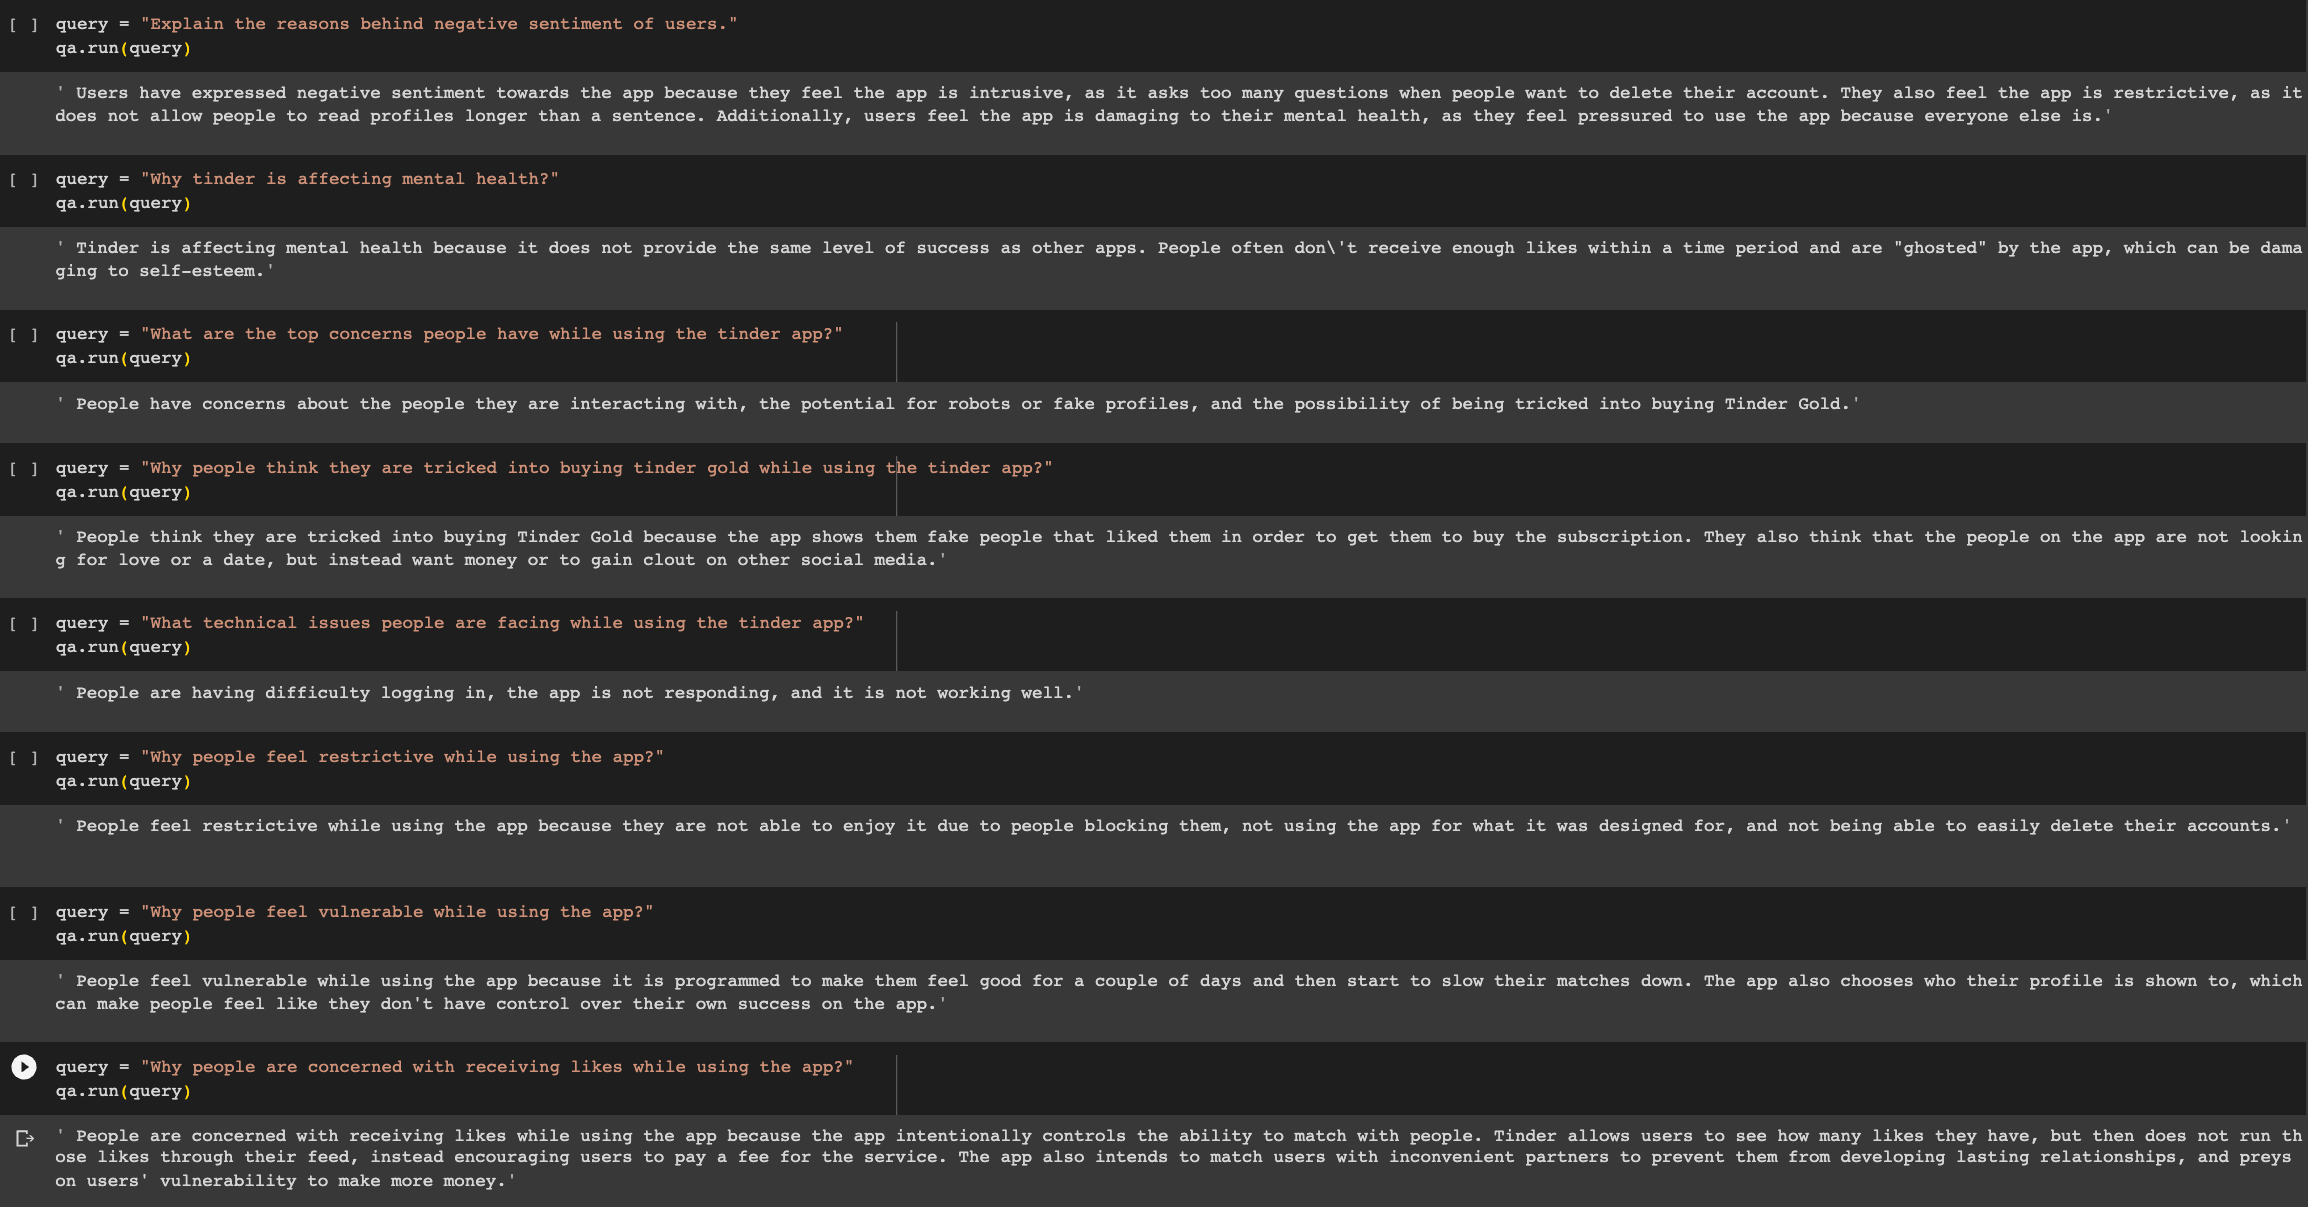 [ ] query = "Explain the reasons behind negative sentiment of users."
qa.run(query)
' Users have expressed negative sentiment towards the app because they feel the app is intrusive, as it asks too many questions when people want to delete their account. They also feel the app is restrictive, as it
does not allow people to read profiles longer than a sentence. Additionally, users feel the app is damaging to their mental health, as they feel pressured to use the app because everyone else is.'
[ ] query = "Why tinder is affecting mental health?"
qa.run(query)
' Tinder is affecting mental health because it does not provide the same level of success as other apps. People often don\'t receive enough likes within a time period and are "ghosted" by the app, which can be dama
ging to self-esteem.'
[ ] query = "What are the top concerns people have while using the tinder app?"
qa.run(query)
' People have concerns about the people they are interacting with, the potential for robots or fake profiles, and the possibility of being tricked into buying Tinder Gold.'
[ ] query = "Why people think they are tricked into buying tinder gold while using the tinder app?"
qa.run(query)
' People think they are tricked into buying Tinder Gold because the app shows them fake people that liked them in order to get them to buy the subscription. They also think that the people on the app are not lookin
g for love or a date, but instead want money or to gain clout on other social media.'
[ ] query = "What technical issues people are facing while using the tinder app?"
qa.run(query)
' People are having difficulty logging in, the app is not responding, and it is not working well.'
[ ] query = "Why people feel restrictive while using the app?"
qa.run(query)
' People feel restrictive while using the app because they are not able to enjoy it due to people blocking them, not using the app for what it was designed for, and not being able to easily delete their accounts.'
[ ] query = "Why people feel vulnerable while using the app?"
qa.run(query)
' People feel vulnerable while using the app because it is programmed to make them feel good for a couple of days and then start to slow their matches down. The app also chooses who their profile is shown to, which
can make people feel like they don't have control over their own success on the app.'
query = "Why people are concerned with receiving likes while using the app?"
qa.run(query)
' People are concerned with receiving likes while using the app because the app intentionally controls the ability to match with people. Tinder allows users to see how many likes they have, but then does not run th
ose likes through their feed, instead encouraging users to pay a fee for the service. The app also intends to match users with inconvenient partners to prevent them from developing lasting relationships, and preys
on users' vulnerability to make more money.'